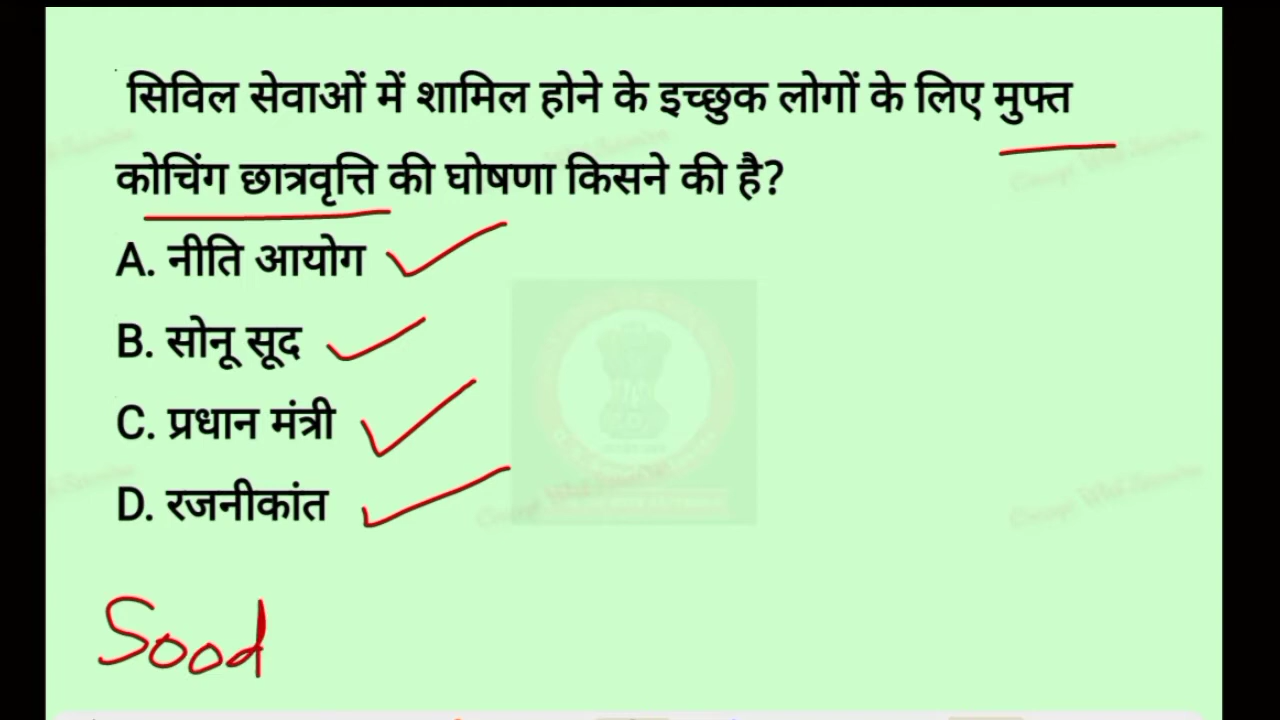 सिविल सेवाओं में शामिल होने के इच्छुक लोगों के लिए मुफ्त
कोचिंग छात्रवृत्ति की घोषणा किसने की है?
A. नीति आयोग
B. सोनू सूद
C. प्रधान मंत्री
D. रजनीकांत
Sood